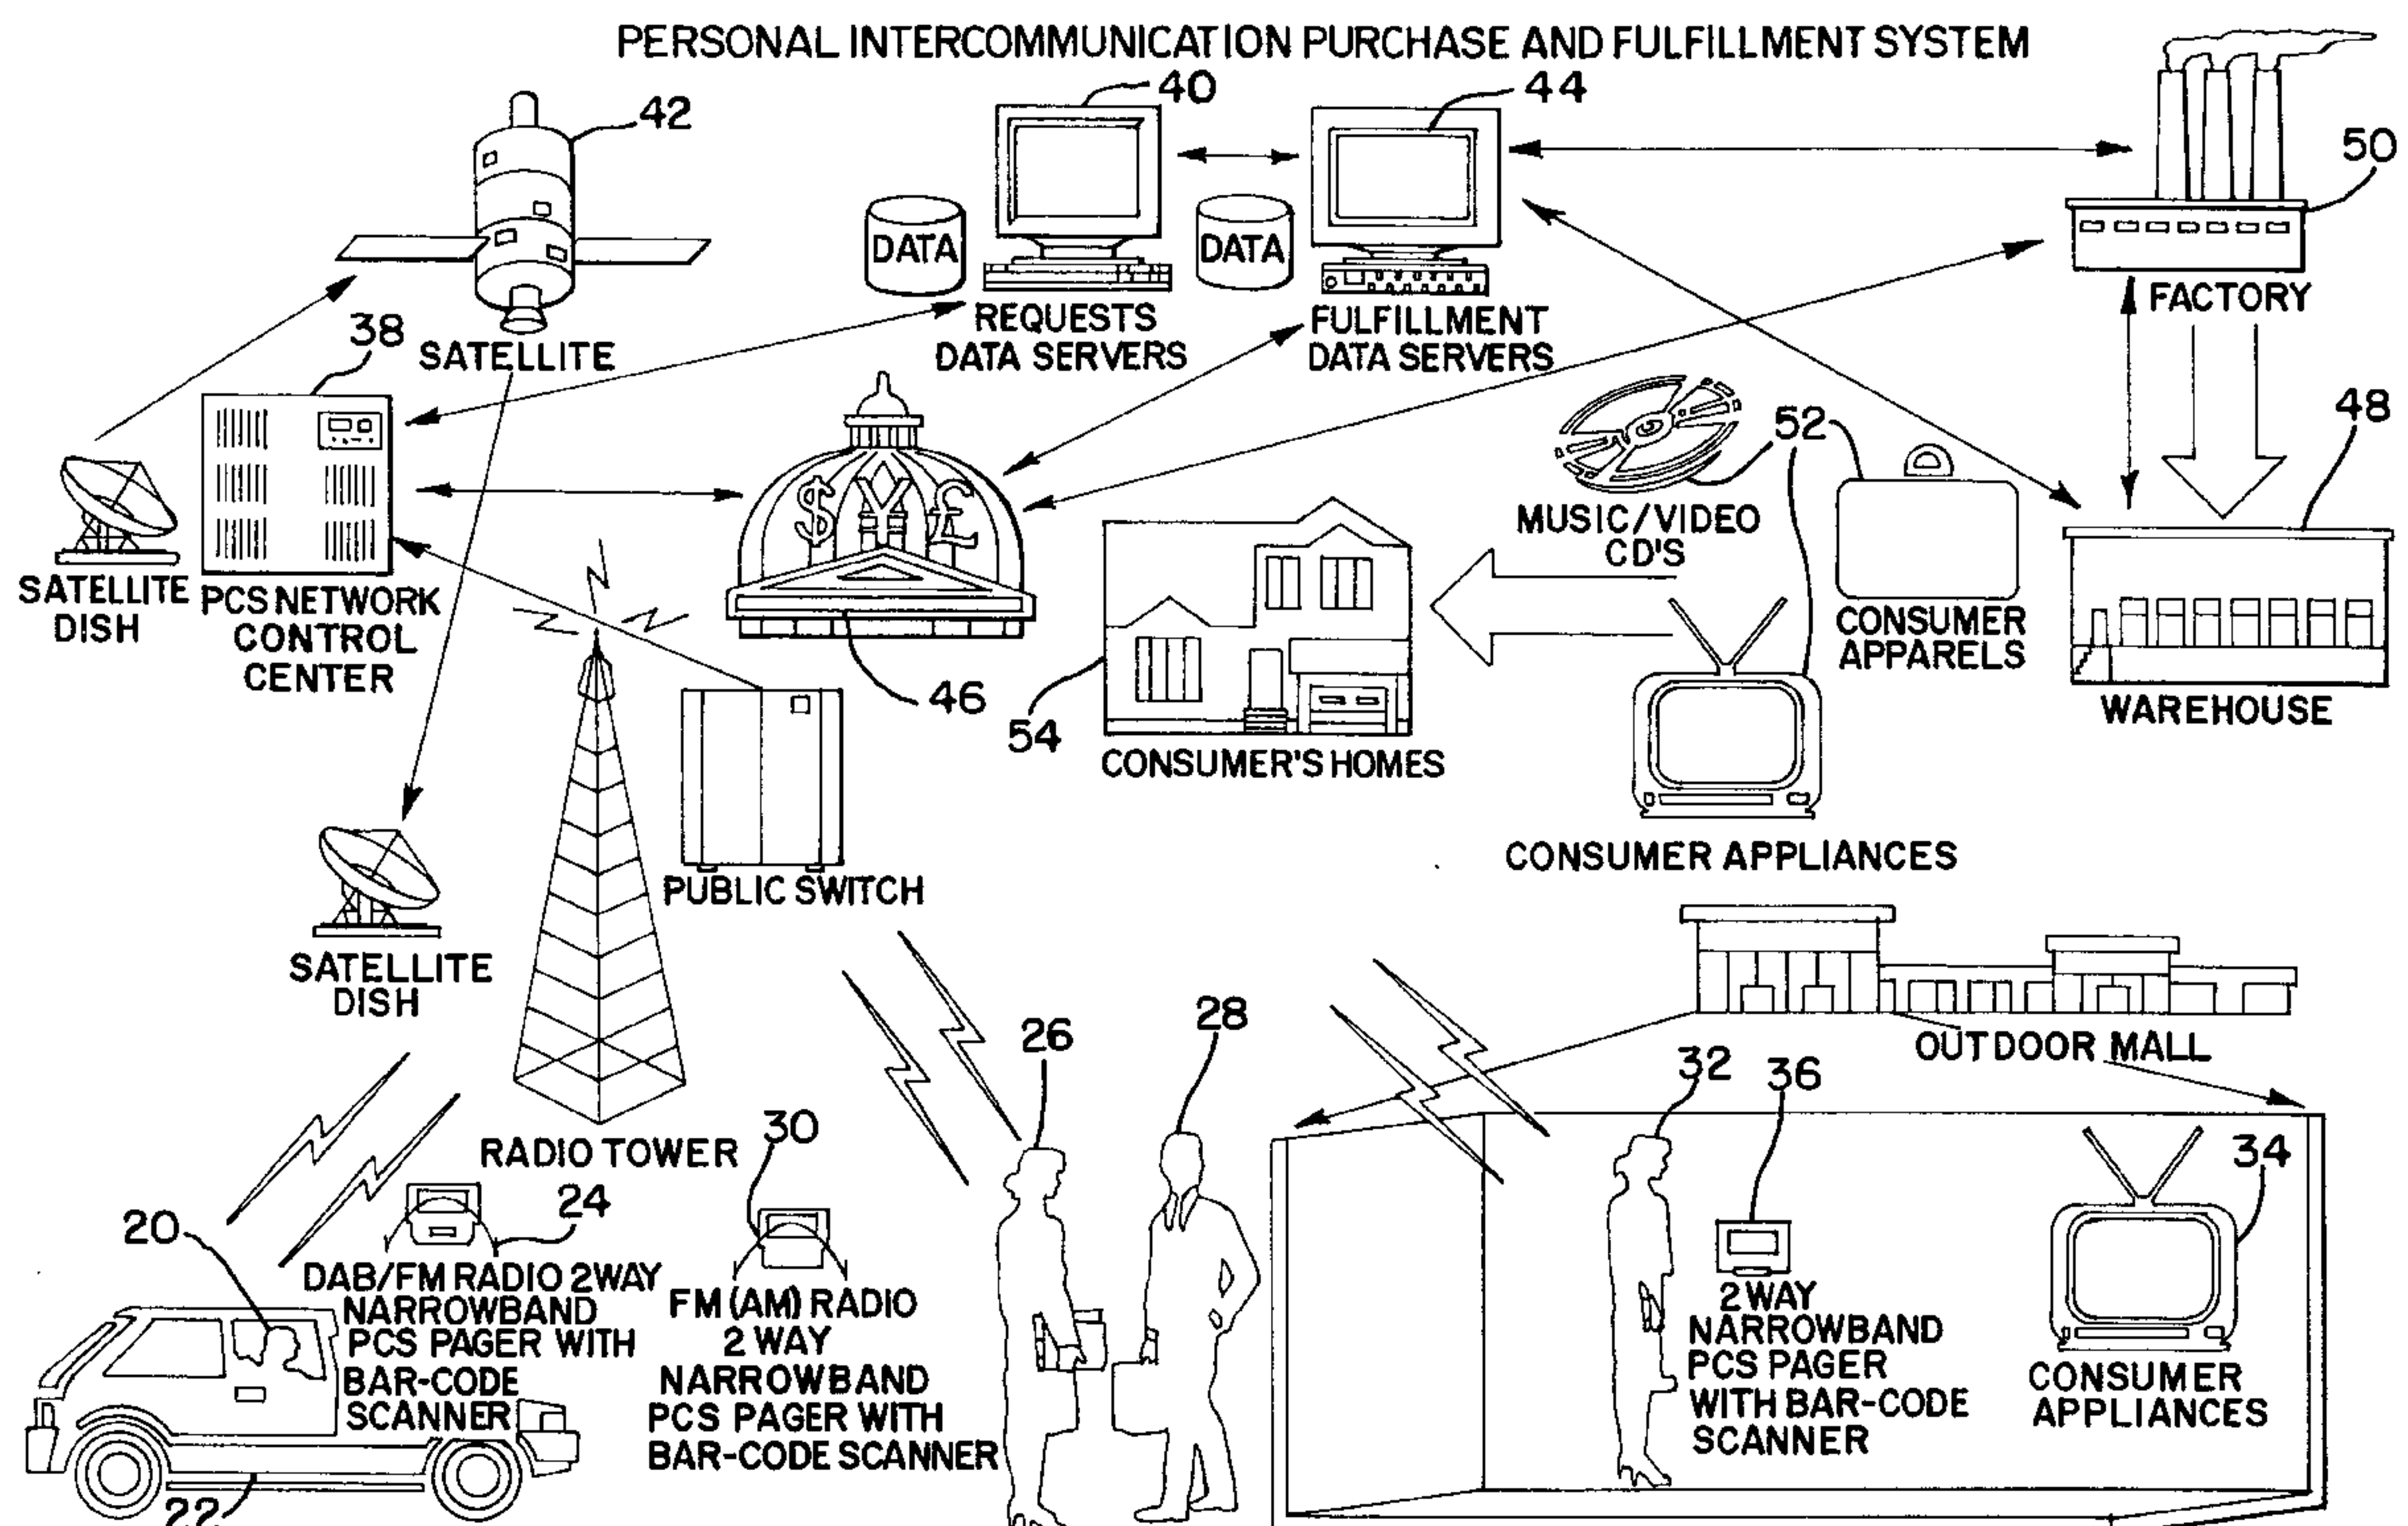 PERSONAL INTERCOMMUNICATION PURCHASE AND FULFILLMENT SYSTEM
40
44
42
50
DATA
DATA
REQUESTS
DATA SERVERS
FULFILLMENT
DATA SERVERS
FACTORY
38
SATELLITE
52
48
$ ¥ £
MUSIC/VIDEO
CD'S
SATELLITE
DISH
PCS NETWORK
CONTROL
CENTER
CONSUMER
APPARELS
46
54
WAREHOUSE
CONSUMER'S HOMES
CONSUMER APPLIANCES
PUBLIC SWITCH
SATELLITE
DISH
26
28
OUTDOOR MALL
32
36
34
RADIO TOWER
30
24
20
DAB/FM RADIO 2WAY
NARROWBAND
PCS PAGER WITH
BAR-CODE
SCANNER
FM (AM) RADIO
2 WAY
NARROWBAND
PCS PAGER WITH
BAR-CODE SCANNER
2 WAY
NARROWBAND
PCS PAGER
WITH BAR-CODE
SCANNER
CONSUMER
APPLIANCES
22